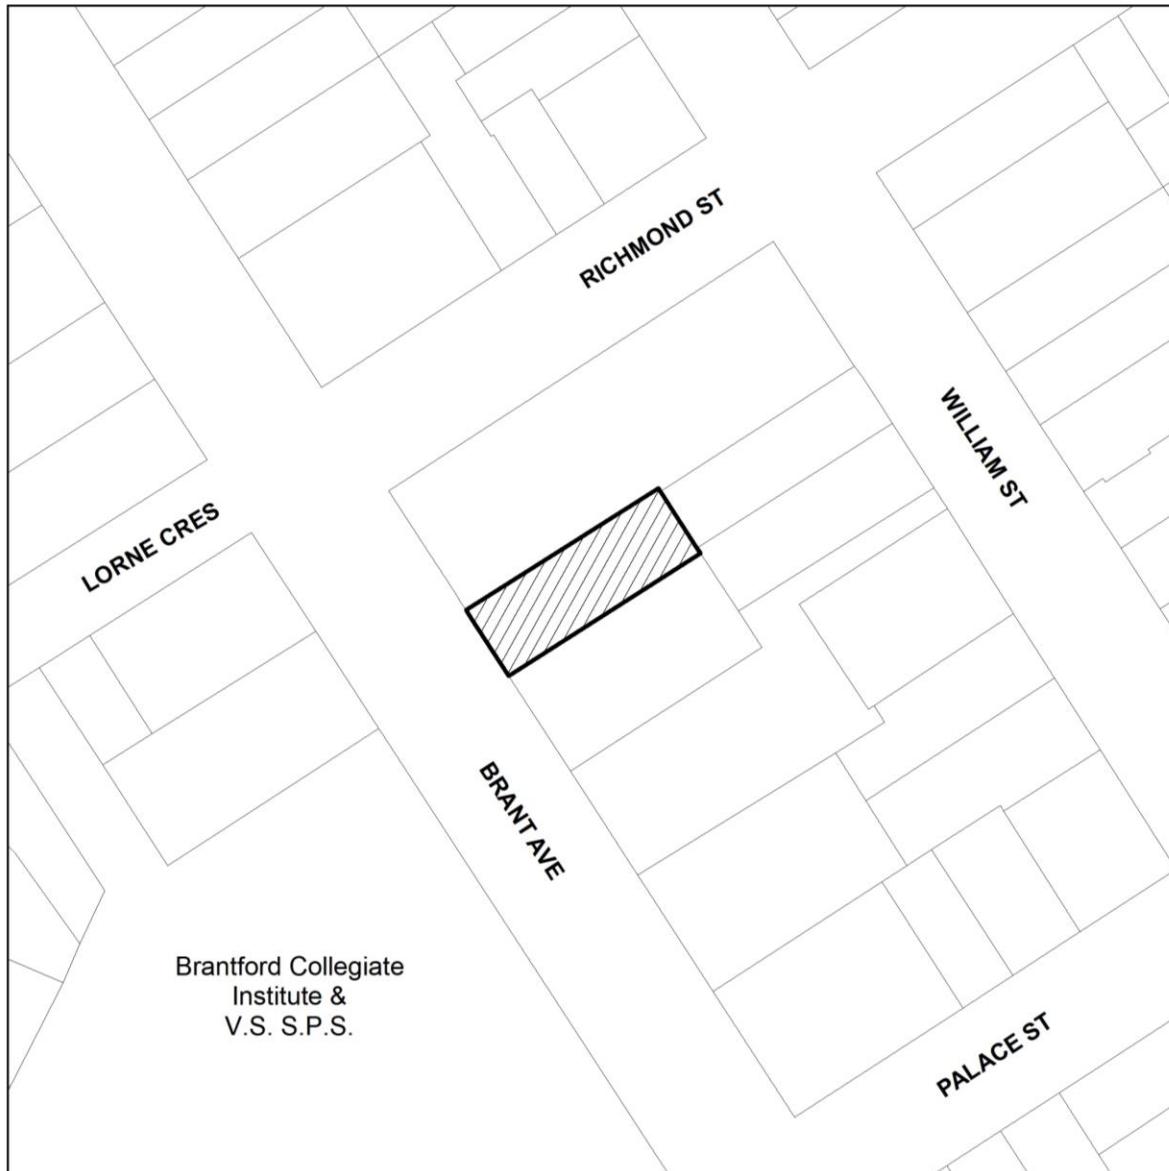 RICHMOND ST
WILLIAM ST
LORNE CRES
BRANT AVE
Brantford Collegiate
Institute &
V.S. S.P.S.
PALACE ST